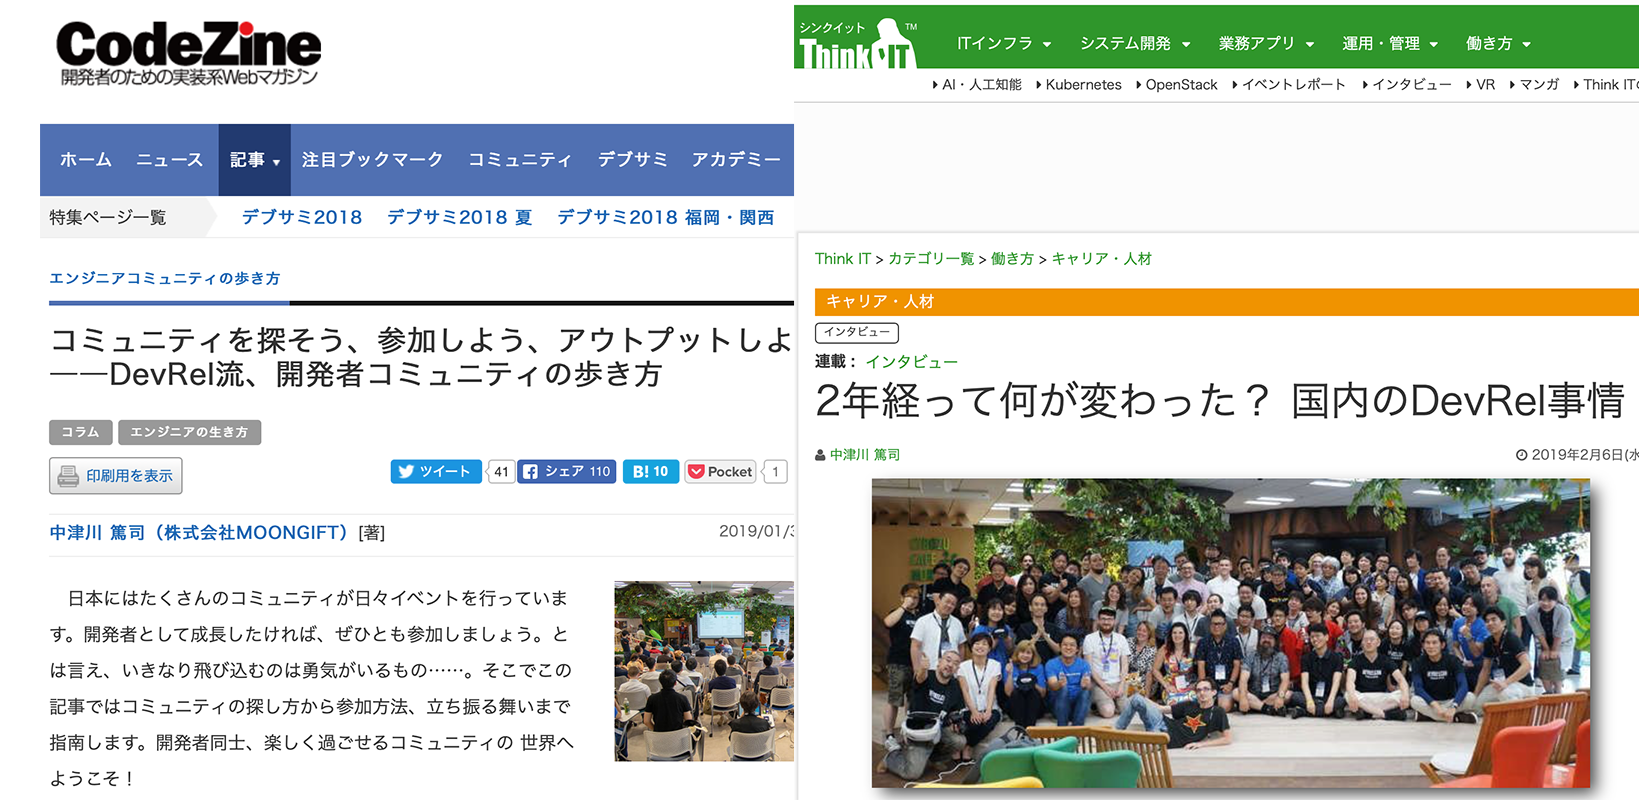 CodeZine
開発者のための実装系Webマガジン
ホーム ニュース 記事 注目ブックマーク コミュニティ デブサミ アカデミー
特集ページ一覧 デブサミ2018 デブサミ2018 夏 デブサミ2018 福岡・関西
エンジニアコミュニティの歩き方
コミュニティを探そう、参加しよう、アウトプットしよ
――DevRel流、開発者コミュニティの歩き方
コラム エンジニアの生き方
印刷用を表示 ツイート 41 シェア 110 B! 10 Pocket 1
中津川 篤司（株式会社MOONGIFT）[著] 2019/01/3
日本にはたくさんのコミュニティが日々イベントを行っていま
す。開発者として成長したければ、ぜひとも参加しましょう。と
は言え、いきなり飛び込むのは勇気がいるもの……。そこでこの
記事ではコミュニティの探し方から参加方法、立ち振る舞いまで
指南します。開発者同士、楽しく過ごせるコミュニティの 世界へ
ようこそ！
シンクイット
Think IT TM
ITインフラ システム開発 業務アプリ 運用・管理 働き方
AI・人工知能 Kubernetes OpenStack イベントレポート インタビュー VR マンガ Think ITの
Think IT > カテゴリ一覧 > 働き方 > キャリア・人材
キャリア・人材
インタビュー
連載： インタビュー
2年経って何が変わった？ 国内のDevRel事情
中津川 篤司 2019年2月6日(水